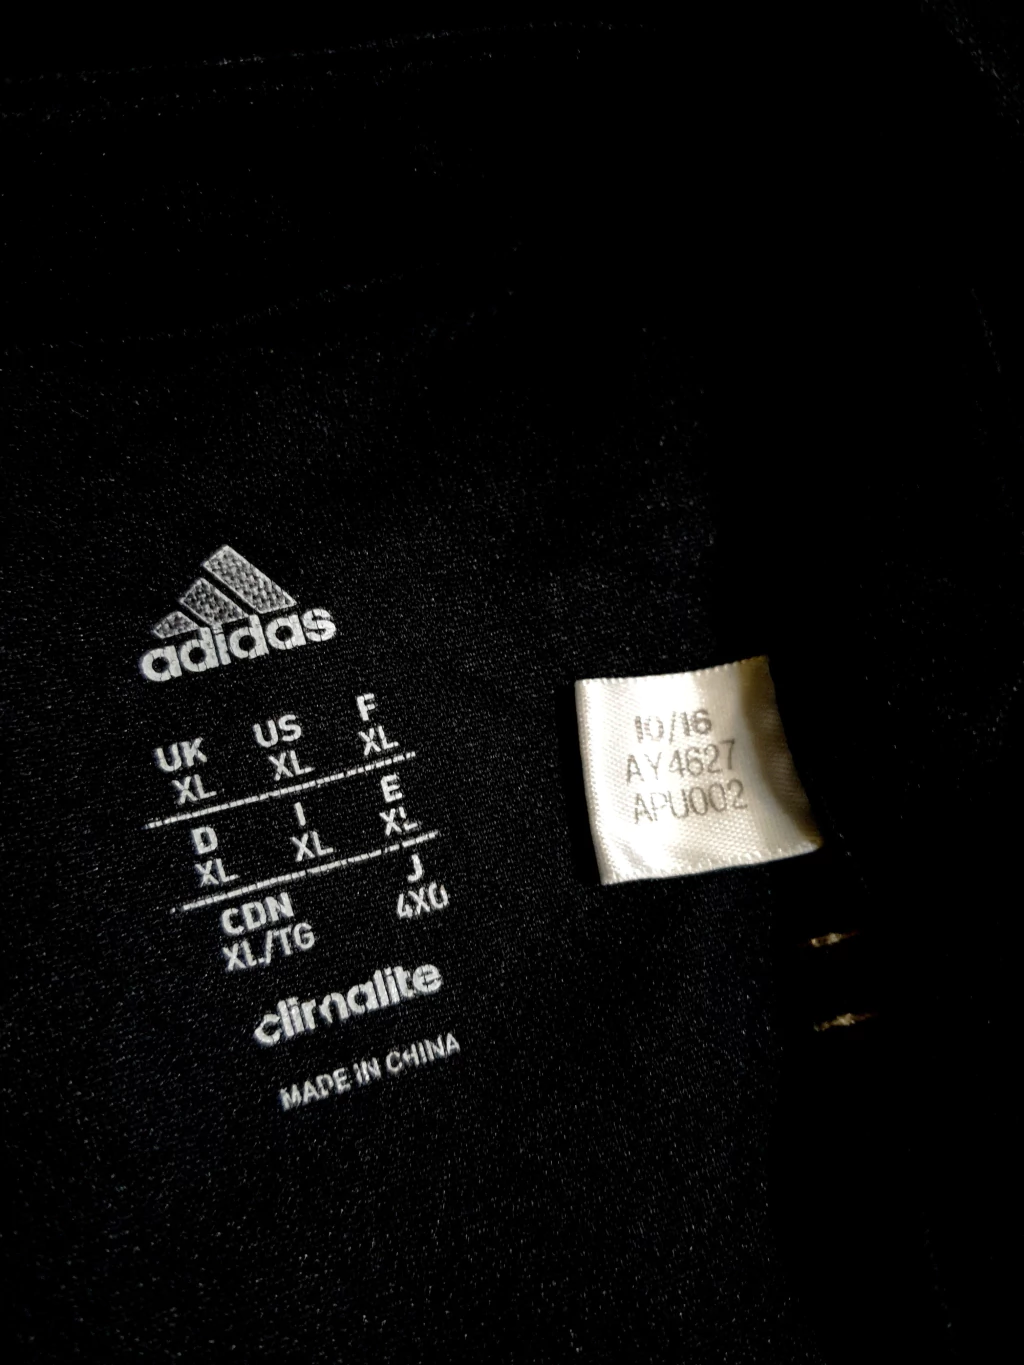 adidas
UK US F
XL XL XL
D I E
XL XL XL
CDN J
XL/TG 4XO
climalite
MADE IN CHINA
10/16
AY4627
APU002